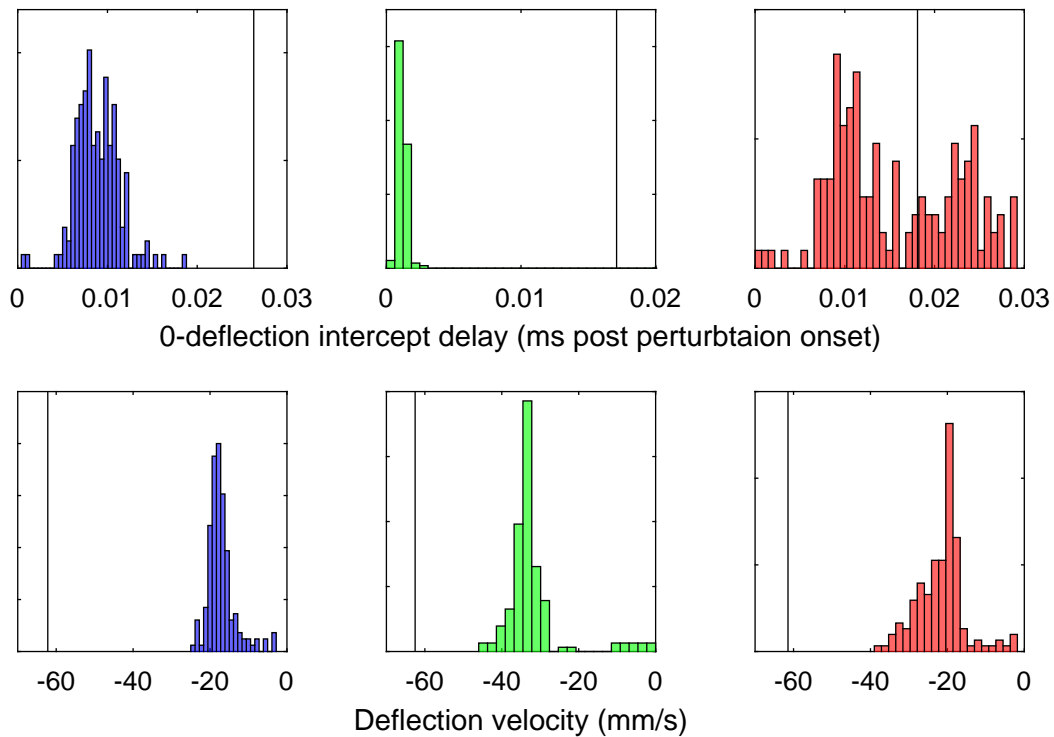 0 0.01 0.02 0.03 0 0.01 0.02 0 0.01 0.02 0.03
0-deflection intercept delay (ms post perturbtaion onset)
-60 -40 -20 0 -60 -40 -20 0 -60 -40 -20 0
Deflection velocity (mm/s)